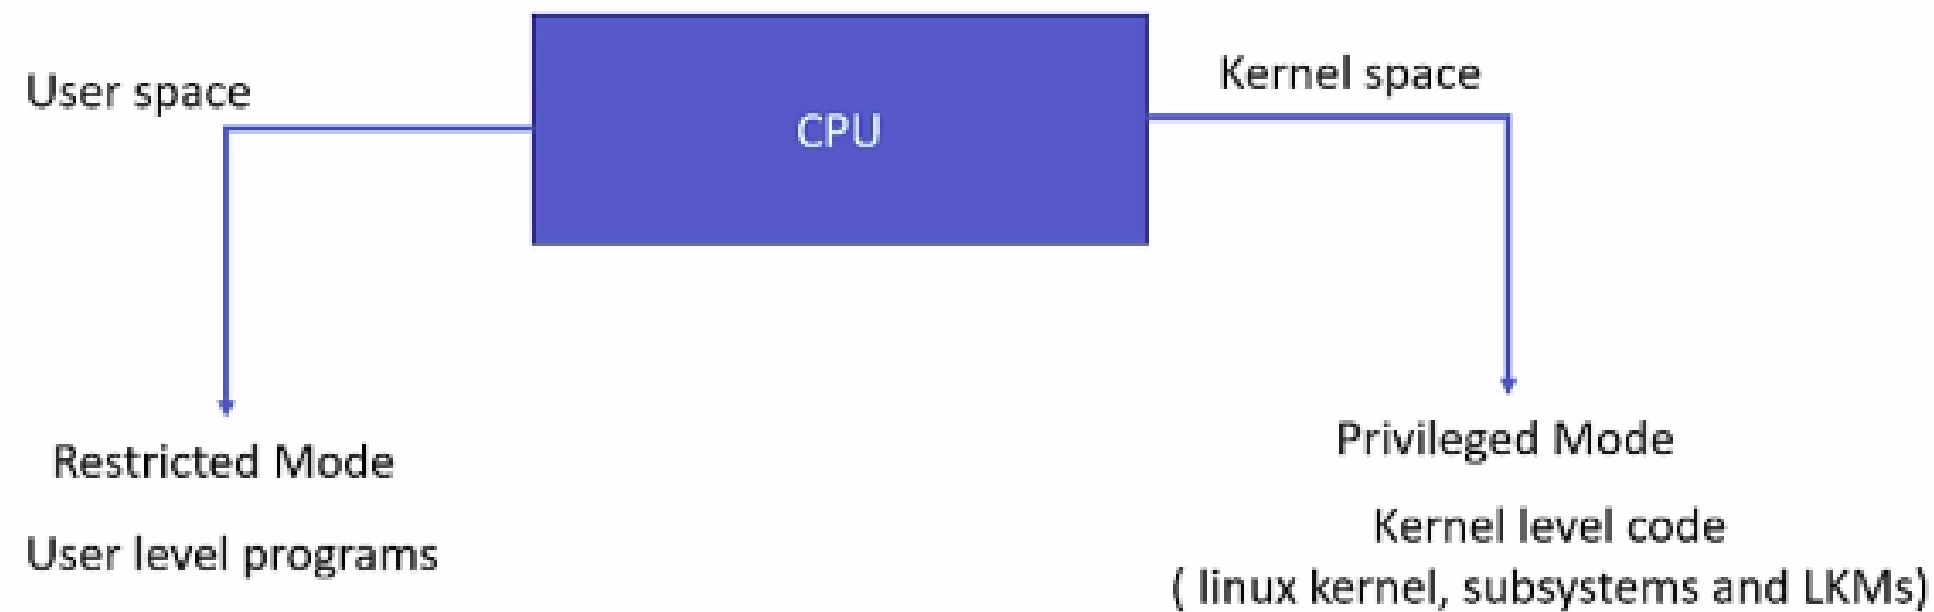 User space
CPU
Kernel space
Restricted Mode
User level programs
Privileged Mode
Kernel level code
( linux kernel, subsystems and LKMs)